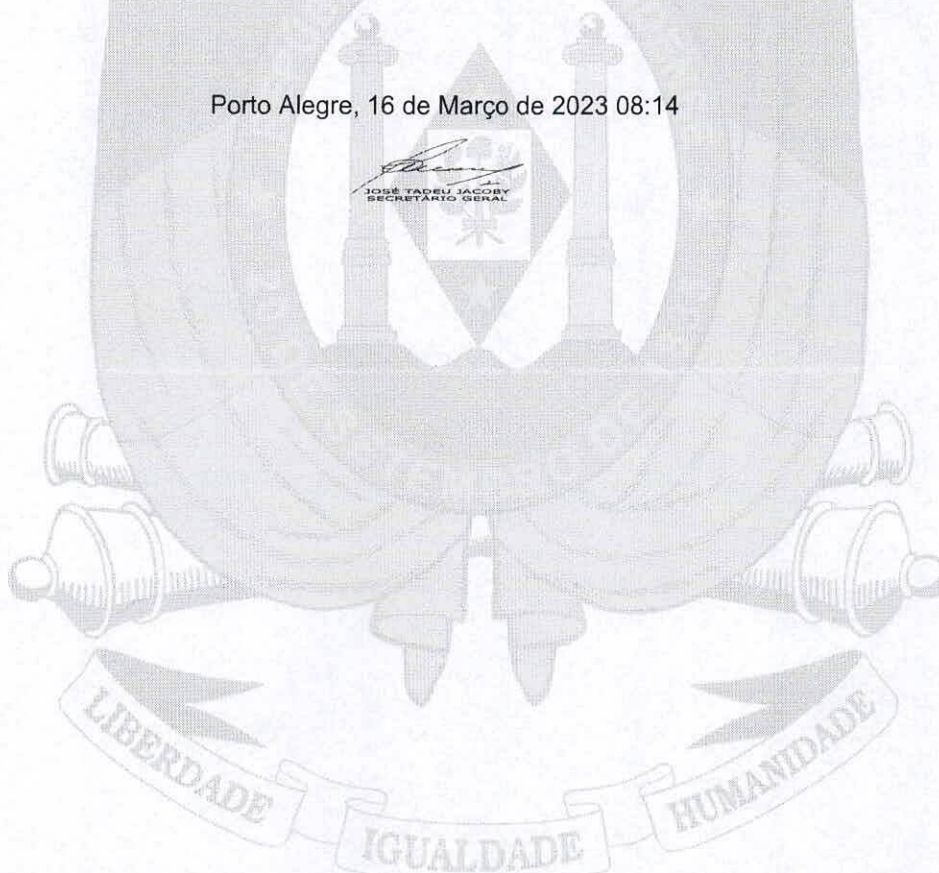 Porto Alegre, 16 de Março de 2023 08:14
JOSÉ TADEU JACOBY
SECRETÁRIO GERAL
LIBERDADE
IGUALDADE
HUMANIDADE